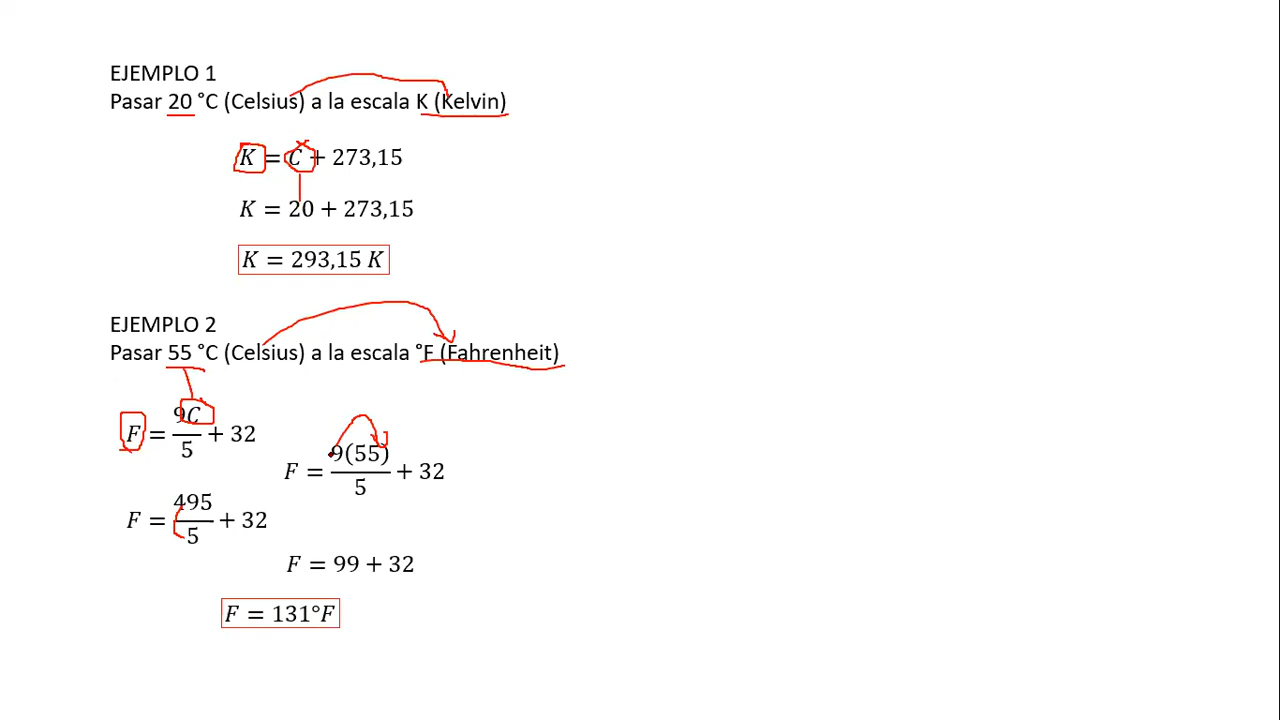 EJEMPLO 1
Pasar 20 °C (Celsius) a la escala K (Kelvin)
K = C + 273,15
K = 20 + 273,15
K = 293,15 K
EJEMPLO 2
Pasar 55 °C (Celsius) a la escala °F (Fahrenheit)
F = 9C/5 + 32
F = 9(55)/5 + 32
F = 495/5 + 32
F = 99 + 32
F = 131°F